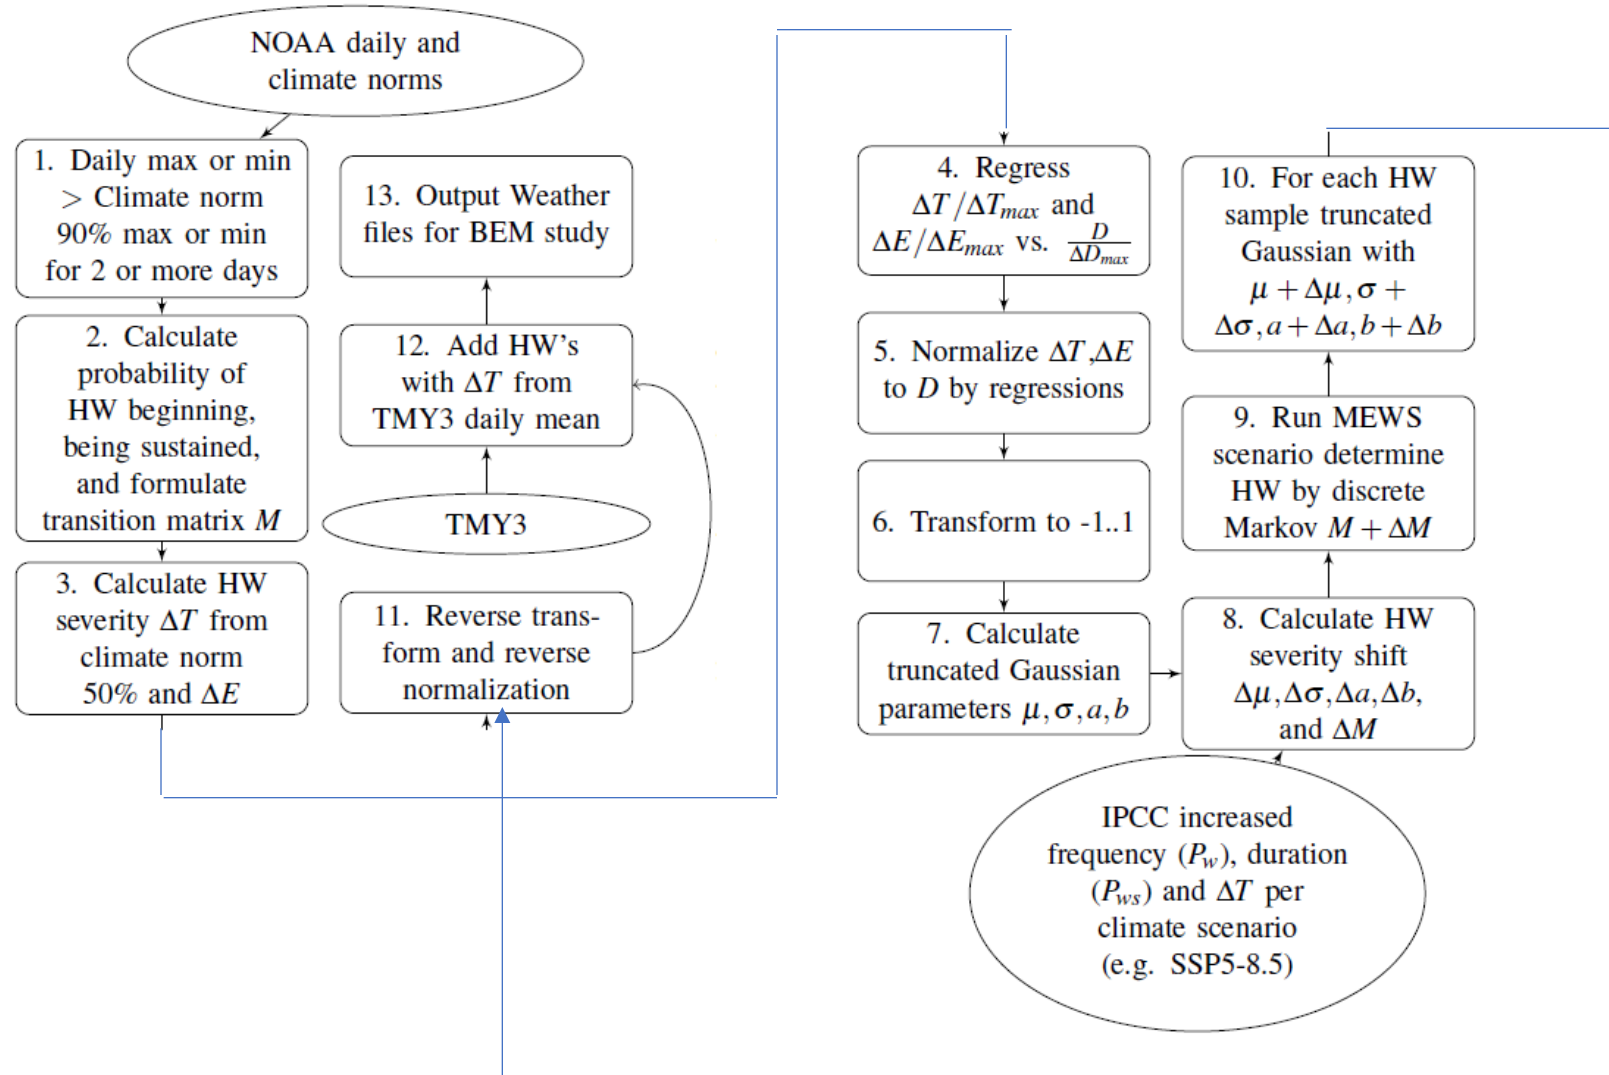 NOAA daily and
climate norms
1. Daily max or min
> Climate norm
90% max or min
for 2 or more days
2. Calculate
probability of
HW beginning,
being sustained,
and formulate
transition matrix M
3. Calculate HW
severity ΔT from
climate norm
50% and ΔE
13. Output Weather
files for BEM study
12. Add HW's
with ΔT from
TMY3 daily mean
TMY3
11. Reverse trans-
form and reverse
normalization
4. Regress
ΔT/ΔT_max and
ΔE/ΔE_max vs. D/ΔD_max
5. Normalize ΔT,ΔE
to D by regressions
6. Transform to -1..1
7. Calculate
truncated Gaussian
parameters μ,σ,a,b
10. For each HW
sample truncated
Gaussian with
μ + Δμ,σ +
Δσ,a + Δa,b + Δb
9. Run MEWS
scenario determine
HW by discrete
Markov M + ΔM
8. Calculate HW
severity shift
Δμ,Δσ,Δa,Δb,
and ΔM
IPCC increased
frequency (P_w), duration
(P_ws) and ΔT per
climate scenario
(e.g. SSP5-8.5)